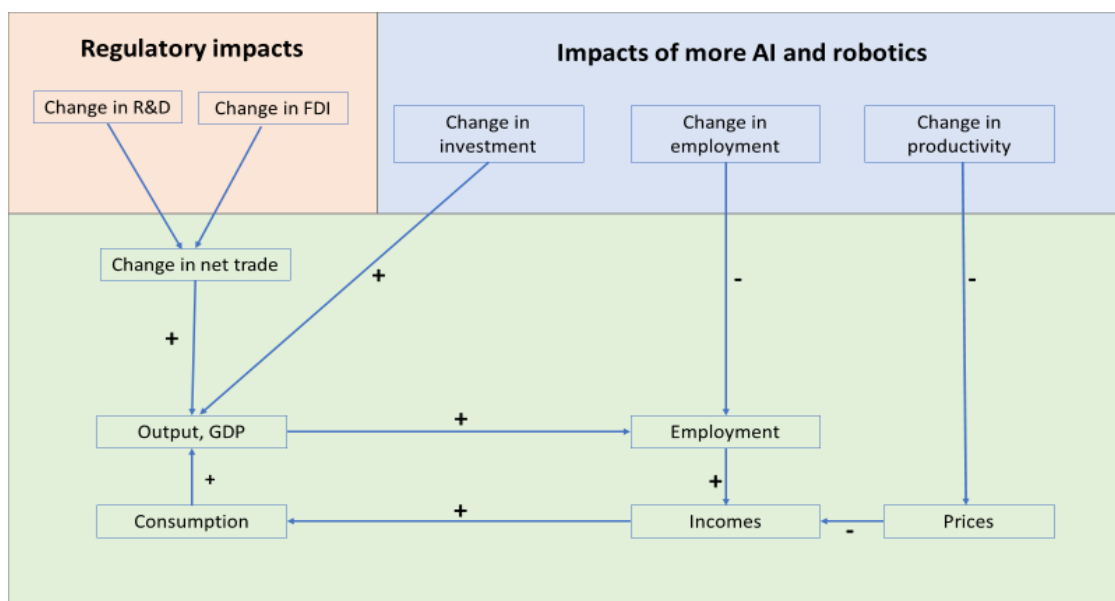 Regulatory impacts
Impacts of more AI and robotics
Change in R&D
Change in FDI
Change in
investment
Change in
employment
Change in
productivity
Change in net trade
+
-
-
+
Output, GDP
+
Employment
+
+
Consumption
+
Incomes
-
Prices